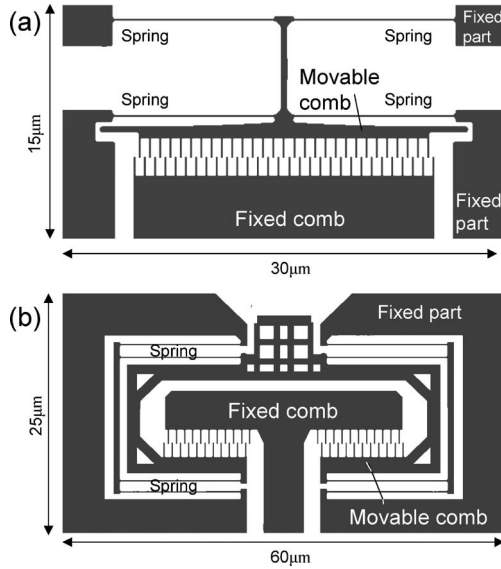 (a)
Spring
Spring
Fixed
part
Movable
comb
Spring
Spring
15μm
Fixed comb
Fixed
part
30μm
(b)
Fixed part
Spring
Fixed comb
25μm
Spring
Movable comb
60μm